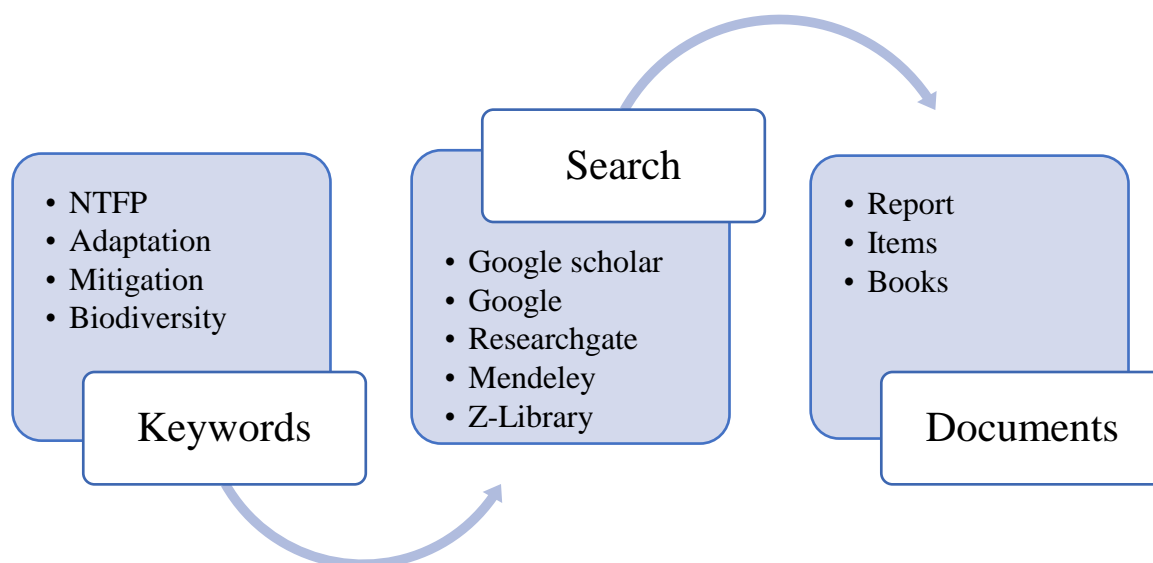 • NTFP
• Adaptation
• Mitigation
• Biodiversity
Keywords
Search
• Google scholar
• Google
• Researchgate
• Mendeley
• Z-Library
• Report
• Items
• Books
Documents